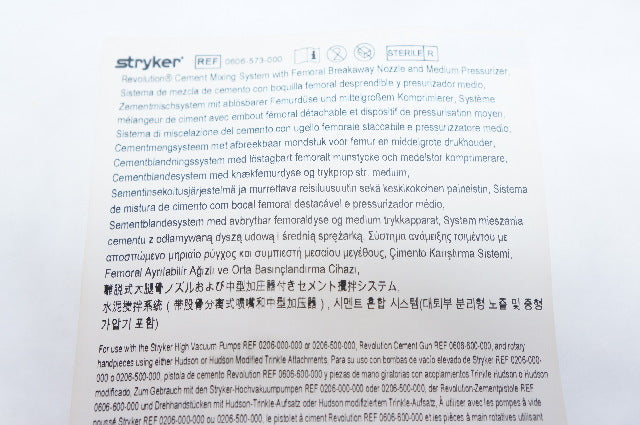 stryker REF 0606-573-000 STERILE R
Revolution® Cement Mixing System with Femoral Breakaway Nozzle and Medium Pressurizer,
Sistema de mezcla de cemento con boquilla femoral desprendible y presurizador medio,
Zementmischsystem mit ablösbarer Femurdüse und mittelgroßem Komprimierer, Système
mélangeur de ciment avec embout fémoral détachable et dispositif de pressurisation moyen,
Sistema di miscelazione del cemento con ugello femorale staccabile e pressurizzatore medio,
Cementmengsysteem met afbreekbaar mondstuk voor femur en middelgrote drukhouder,
Cementblandingssystem med löstagbart femoralt munstycke och medelstor komprimerare,
Cementblandesystem med knækfemurdyse og trykprop str. medium,
Sementinsekoitusjärjestelmä ja murrettava reisiluusuutin sekä keskikokoinen paineistin, Sistema
de mistura de cimento com bocal femoral destacável e pressurizador médio,
Sementblandesystem med avbrytbar femoraldyse og medium trykkapparat, System mieszania
cementu z odłamywaną dyszą udową i średnią sprężarką, Σύστημα ανάμειξης τσιμέντου με
αποσπώμενο μηριαίο ρύγχος και συμπιεστή μεσαίου μεγέθους, Çimento Karıştırma Sistemi,
Femoral Ayrılabilir Ağızlı ve Orta Basınçlandırma Cihazı,
着脱式大腿骨ノズルおよび中型加圧器付きセメント攪拌システム,
水泥搅拌系统（带股骨分离式喷嘴和中型加压器）, 시멘트 혼합 시스템(대퇴부 분리형 노즐 및 중형
가압기 포함)
For use with the Stryker High Vacuum Pumps REF 0206-000-000 or 0206-500-000, Revolution Cement Gun REF 0606-600-000, and rotary
handpieces using either Hudson or Hudson Modified Trinkle Attachments. Para su uso con bombas de vacío elevado de Stryker REF 0206-000-
000 o 0206-500-000, pistola de cemento Revolution REF 0606-600-000 y piezas de mano giratorias con acoplamientos Trinkle Hudson o Hudson
modificado. Zum Gebrauch mit den Stryker-Hochvakuumpumpen REF 0206-000-000 oder 0206-500-000, der Revolution-Zementpistole REF
0606-600-000 und Drehhandstücken mit Hudson-Trinkle-Aufsatz oder Hudson modifiziertem Trinkle-Aufsatz. À utiliser avec les pompes à vide
poussé Stryker REF 0206-000-000 ou 0206-500-000, le pistolet à ciment Revolution REF 0606-600-000 et les pièces à main rotatives utilisant